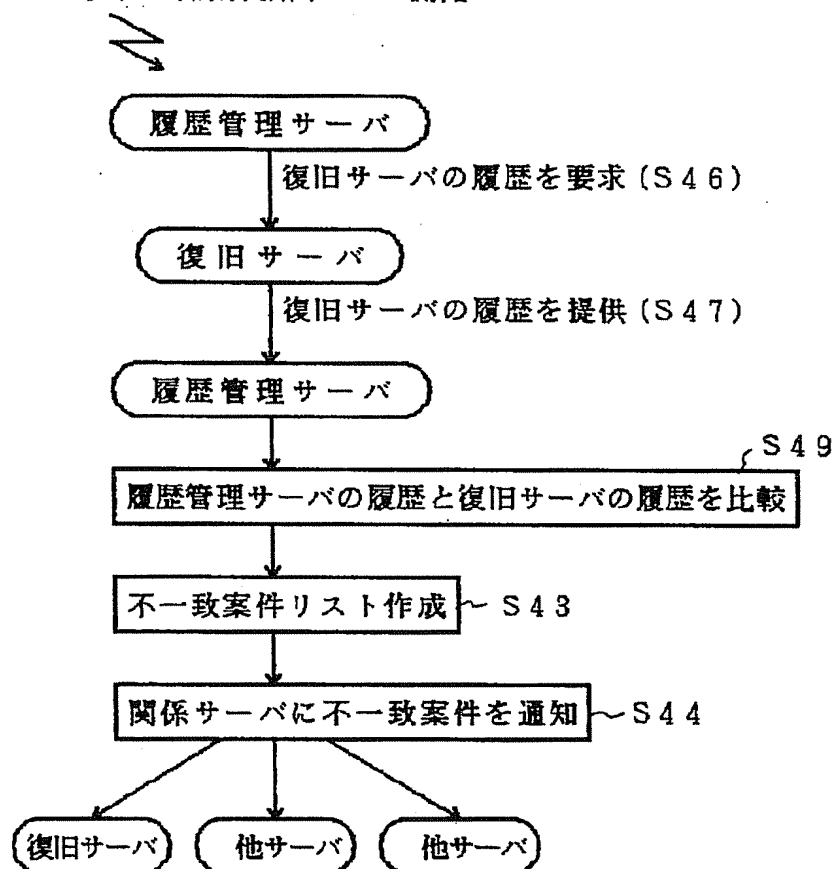 履歴管理サーバ
復旧サーバの履歴を要求(S46)
復旧サーバ
復旧サーバの履歴を提供(S47)
履歴管理サーバ
S49
履歴管理サーバの履歴と復旧サーバの履歴を比較
不一致案件リスト作成 S43
関係サーバに不一致案件を通知 S44
復旧サーバ 他サーバ 他サーバ